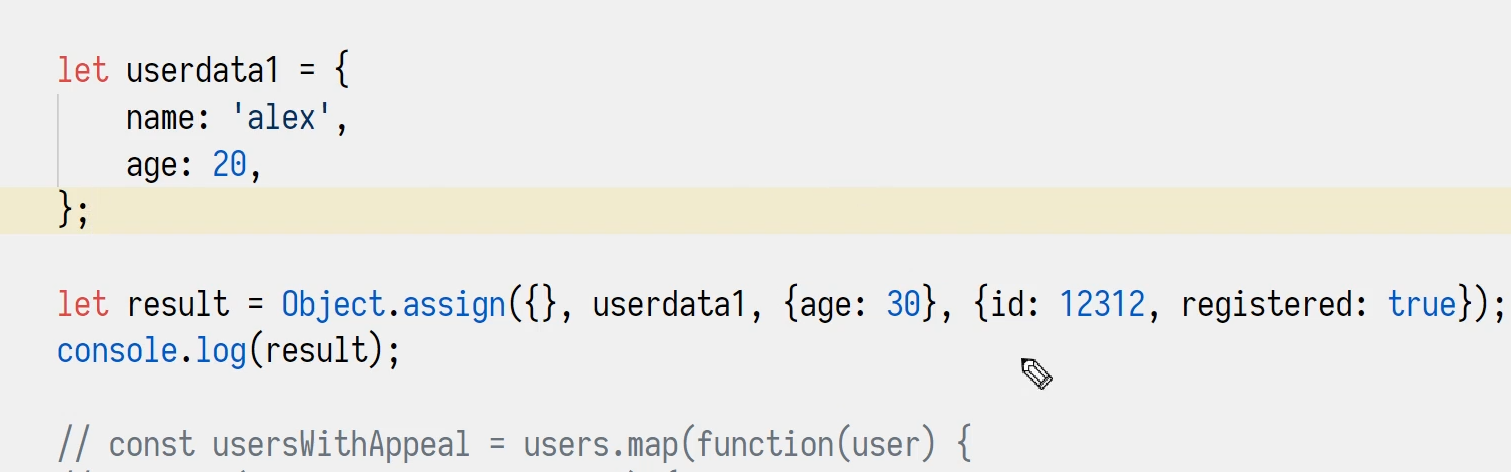 let userdata1 = {
    name: 'alex',
    age: 20,
};
let result = Object.assign({}, userdata1, {age: 30}, {id: 12312, registered: true});
console.log(result);
// const usersWithAppeal = users.map(function(user) {